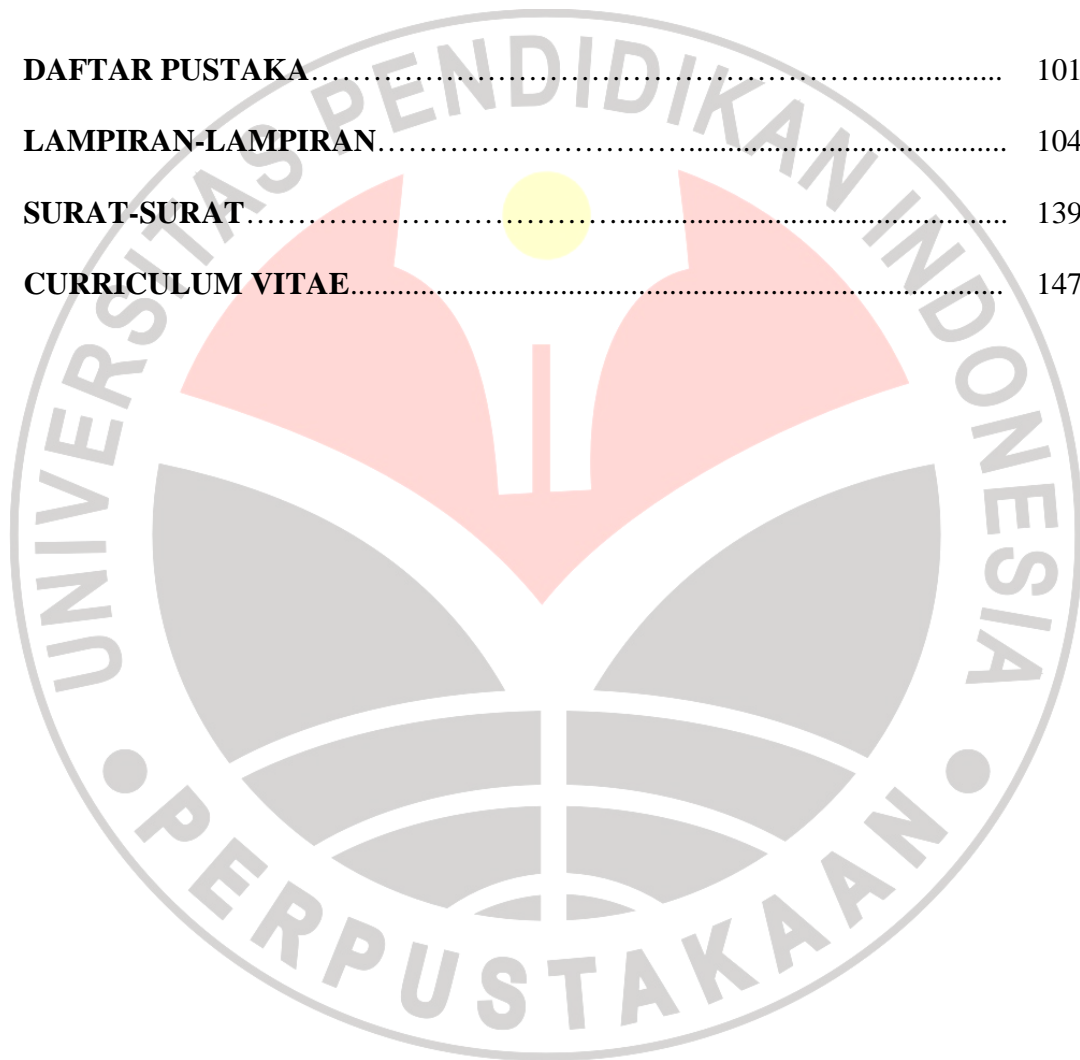 DAFTAR PUSTAKA……………………………………………................. 101
LAMPIRAN-LAMPIRAN………………………….......................................... 104
SURAT-SURAT………………………………................................................. 139
CURRICULUM VITAE................................................................................... 147
UNIVERSITAS PENDIDIKAN INDONESIA
PERPUSTAKAAN